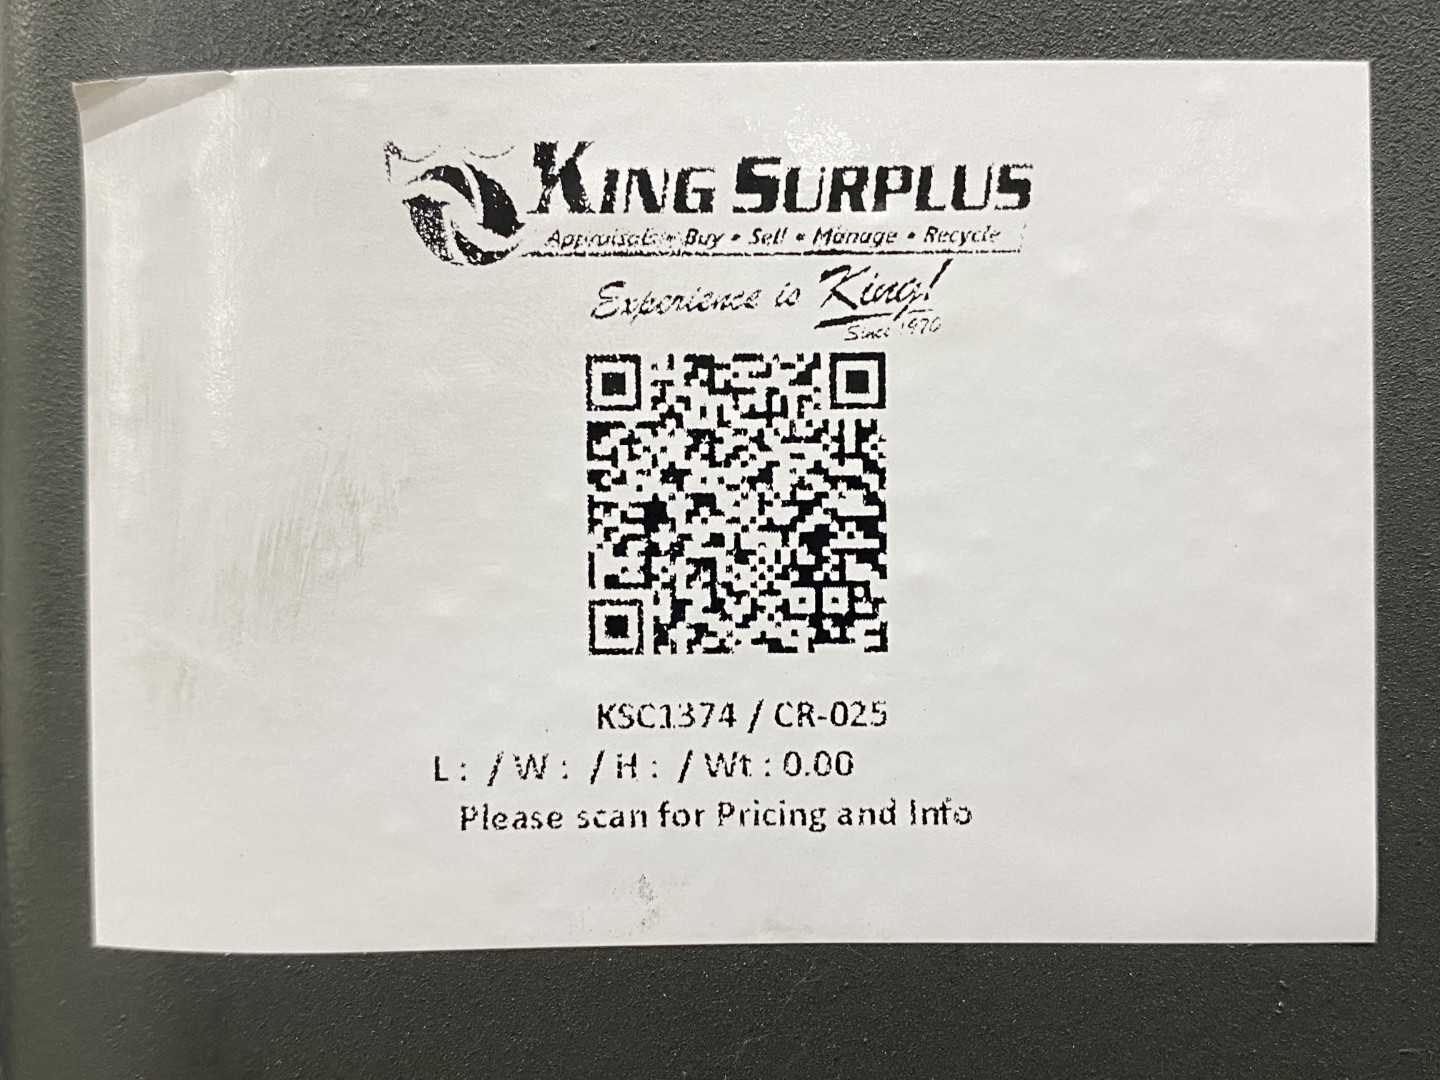 KING SURPLUS
Appraisals • Buy • Sell • Manage • Recycle
Experience is King!
Since 1970
KSC1374 / CR-025
L : / W : / H : / Wt : 0.00
Please scan for Pricing and Info